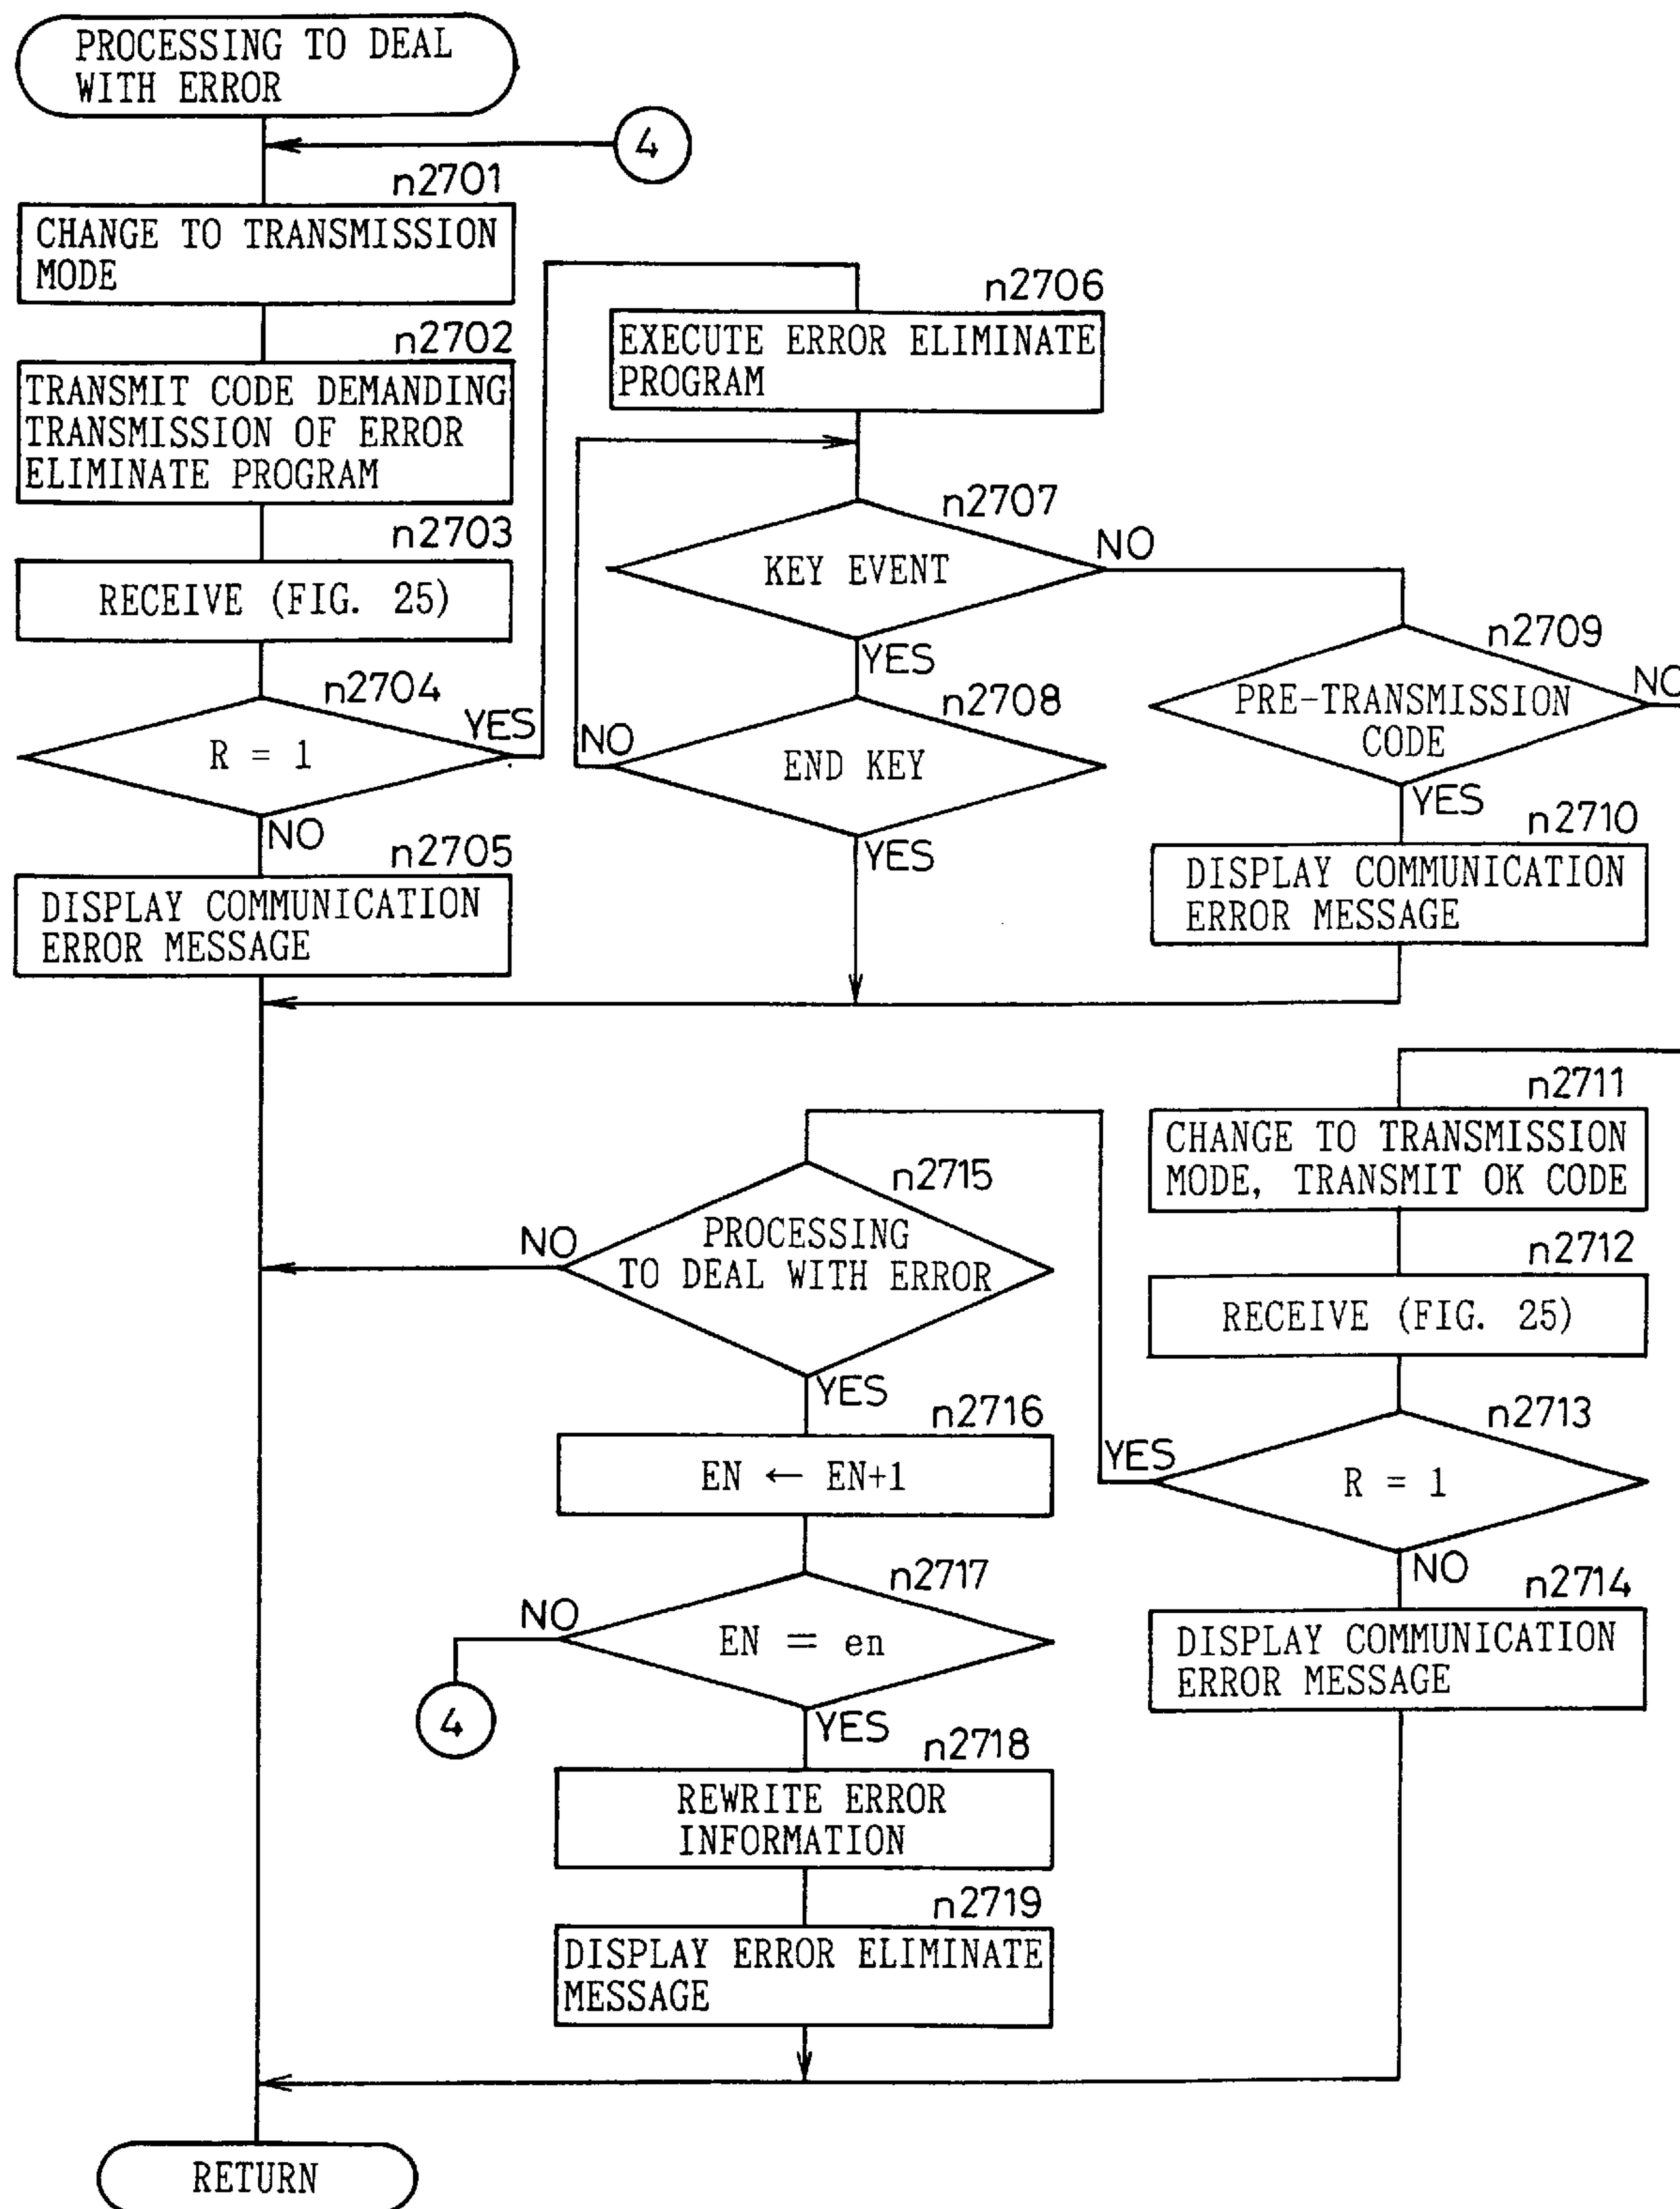 PROCESSING TO DEAL
WITH ERROR
4
n2701
CHANGE TO TRANSMISSION
MODE
n2702
TRANSMIT CODE DEMANDING
TRANSMISSION OF ERROR
ELIMINATE PROGRAM
n2703
RECEIVE (FIG. 25)
n2704
R = 1
YES
NO
n2705
DISPLAY COMMUNICATION
ERROR MESSAGE
n2706
EXECUTE ERROR ELIMINATE
PROGRAM
n2707
KEY EVENT
NO
YES
n2708
END KEY
NO
YES
n2709
PRE-TRANSMISSION
CODE
NO
YES
n2710
DISPLAY COMMUNICATION
ERROR MESSAGE
n2711
CHANGE TO TRANSMISSION
MODE, TRANSMIT OK CODE
n2712
RECEIVE (FIG. 25)
n2713
R = 1
YES
NO
n2714
DISPLAY COMMUNICATION
ERROR MESSAGE
n2715
PROCESSING
TO DEAL WITH ERROR
NO
YES
n2716
EN ← EN+1
n2717
EN = en
NO
4
YES
n2718
REWRITE ERROR
INFORMATION
n2719
DISPLAY ERROR ELIMINATE
MESSAGE
RETURN